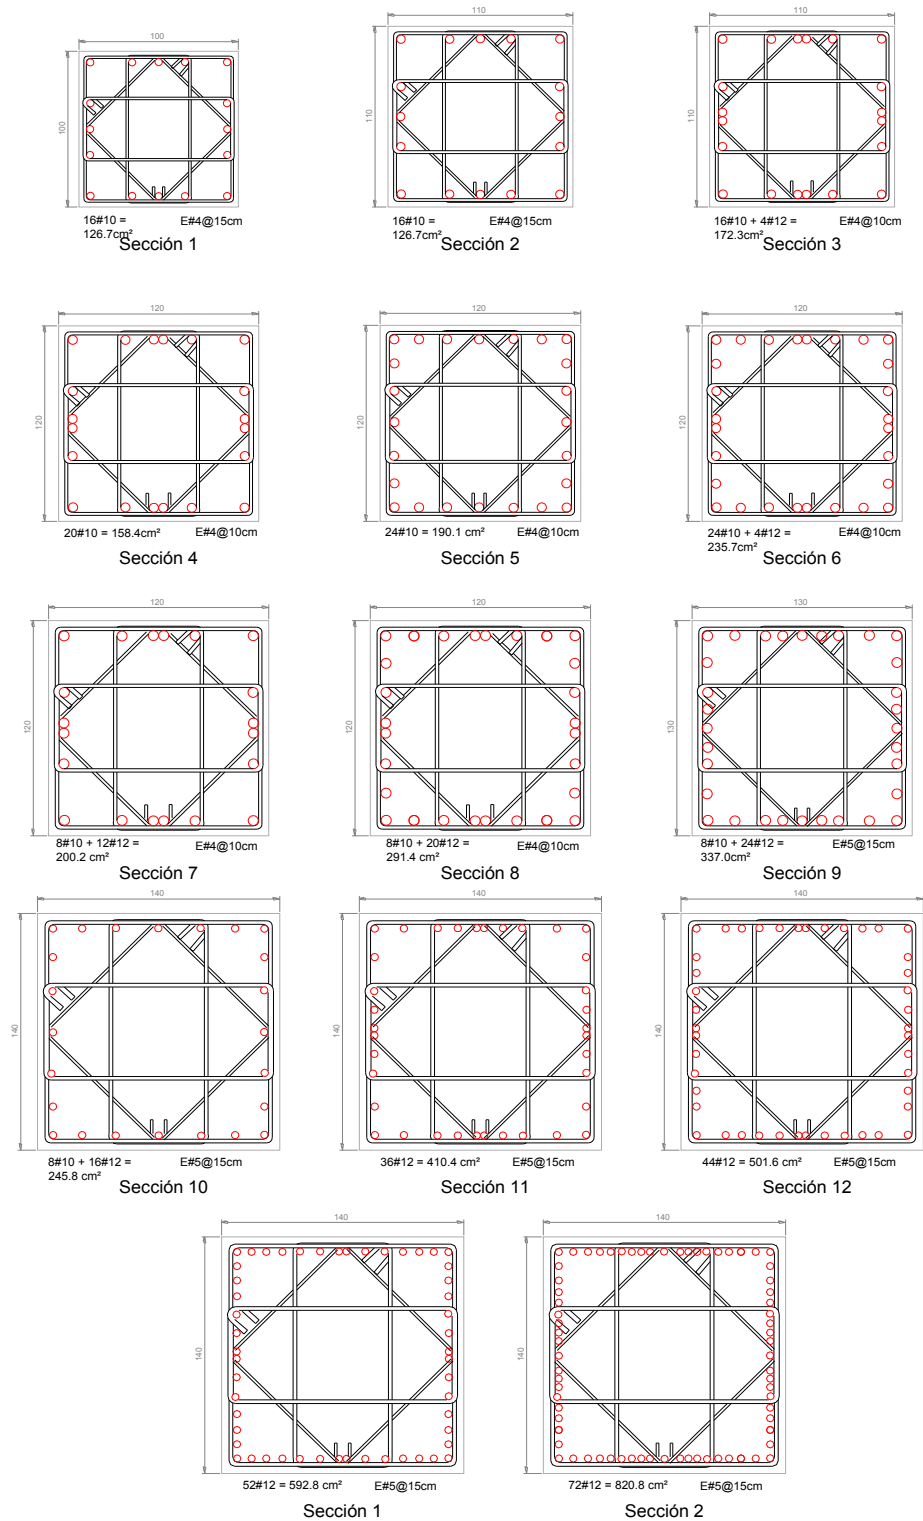 100
100
16#10 =
126.7cm²
E#4@15cm
Sección 1
110
110
16#10 =
126.7cm²
E#4@15cm
Sección 2
110
110
16#10 + 4#12 =
172.3cm²
E#4@10cm
Sección 3
120
120
20#10 = 158.4cm²
E#4@10cm
Sección 4
120
120
24#10 = 190.1 cm²
E#4@10cm
Sección 5
120
120
24#10 + 4#12 =
235.7cm²
E#4@10cm
Sección 6
120
120
8#10 + 12#12 =
200.2 cm²
E#4@10cm
Sección 7
120
120
8#10 + 20#12 =
291.4 cm²
E#4@10cm
Sección 8
130
130
8#10 + 24#12 =
337.0cm²
E#5@15cm
Sección 9
140
140
8#10 + 16#12 =
245.8 cm²
E#5@15cm
Sección 10
140
140
36#12 = 410.4 cm²
E#5@15cm
Sección 11
140
140
44#12 = 501.6 cm²
E#5@15cm
Sección 12
140
140
52#12 = 592.8 cm²
E#5@15cm
Sección 1
140
140
72#12 = 820.8 cm²
E#5@15cm
Sección 2